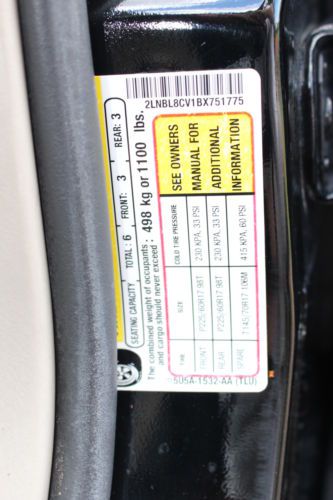 SEATING CAPACITY TOTAL: 6 FRONT: 3 REAR: 3
The combined weight of occupants
and cargo should never exceed: 498 kg or 1100 lbs.
2LNBL8CV1BX751775
TIRE SIZE COLD TIRE PRESSURE SEE OWNERS
MANUAL FOR
ADDITIONAL
INFORMATION
FRONT P225/60R17 98T 230 KPA, 33 PSI
REAR P225/60R17 98T 230 KPA, 33 PSI
SPARE T145/70R17 106M 415 KPA, 60 PSI
5U5A-1532-AA (TLU)